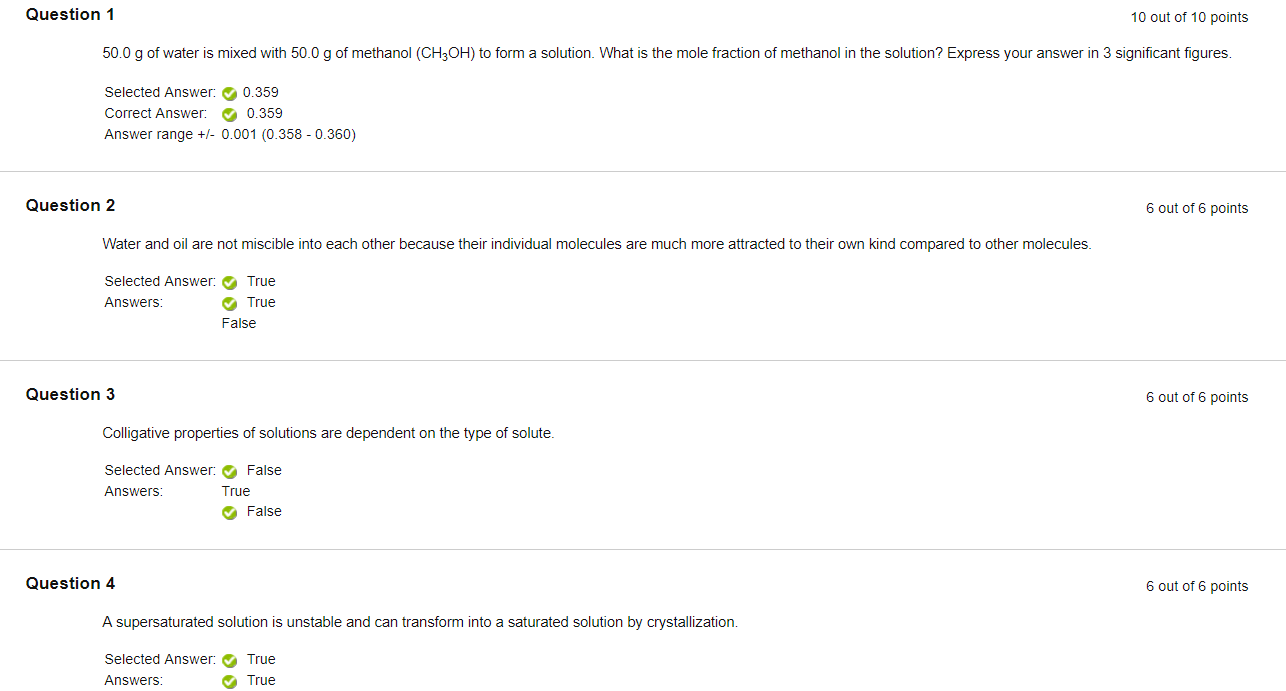 Question 1
10 out of 10 points
50.0 g of water is mixed with 50.0 g of methanol (CH₃OH) to form a solution. What is the mole fraction of methanol in the solution? Express your answer in 3 significant figures.
Selected Answer: 0.359
Correct Answer: 0.359
Answer range +/- 0.001 (0.358 - 0.360)
Question 2
6 out of 6 points
Water and oil are not miscible into each other because their individual molecules are much more attracted to their own kind compared to other molecules.
Selected Answer: True
Answers: True
False
Question 3
6 out of 6 points
Colligative properties of solutions are dependent on the type of solute.
Selected Answer: False
Answers: True
False
Question 4
6 out of 6 points
A supersaturated solution is unstable and can transform into a saturated solution by crystallization.
Selected Answer: True
Answers: True